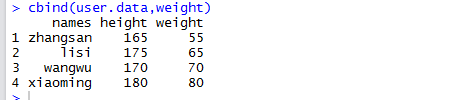 > cbind(user.data,weight)
names height weight
1 zhangsan 165 55
2 lisi 175 65
3 wangwu 170 70
4 xiaoming 180 80
>